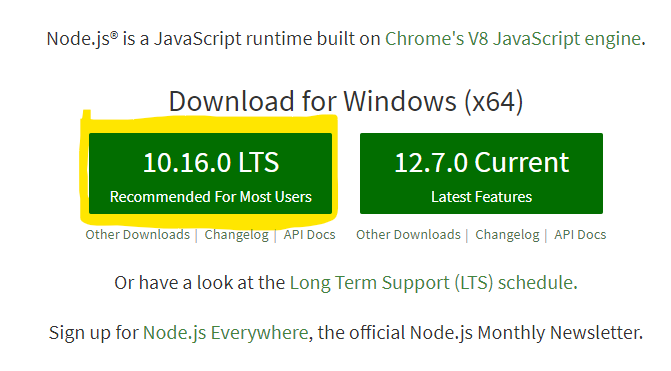 Node.js® is a JavaScript runtime built on Chrome's V8 JavaScript engine.
Download for Windows (x64)
10.16.0 LTS
Recommended For Most Users
12.7.0 Current
Latest Features
Other Downloads | Changelog | API Docs
Other Downloads | Changelog | API Docs
Or have a look at the Long Term Support (LTS) schedule.
Sign up for Node.js Everywhere, the official Node.js Monthly Newsletter.